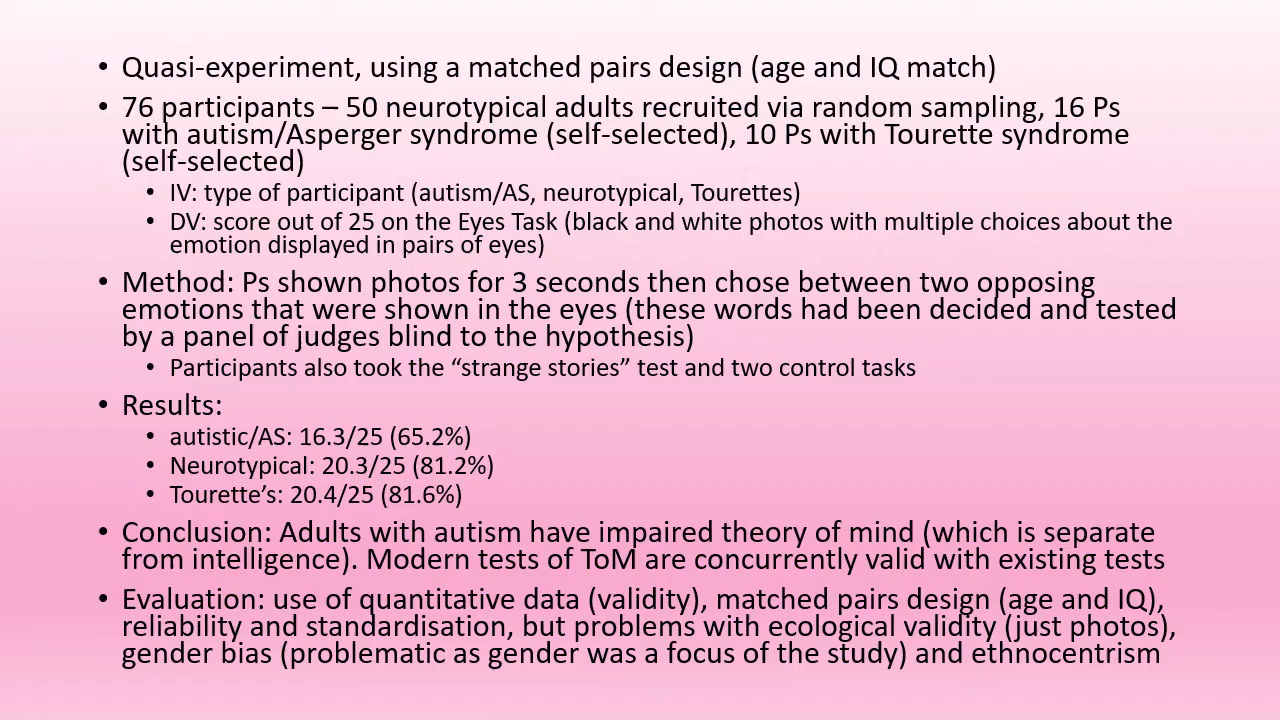 • Quasi-experiment, using a matched pairs design (age and IQ match)
• 76 participants – 50 neurotypical adults recruited via random sampling, 16 Ps
with autism/Asperger syndrome (self-selected), 10 Ps with Tourette syndrome
(self-selected)
• IV: type of participant (autism/AS, neurotypical, Tourettes)
• DV: score out of 25 on the Eyes Task (black and white photos with multiple choices about the
emotion displayed in pairs of eyes)
• Method: Ps shown photos for 3 seconds then chose between two opposing
emotions that were shown in the eyes (these words had been decided and tested
by a panel of judges blind to the hypothesis)
• Participants also took the “strange stories” test and two control tasks
• Results:
• autistic/AS: 16.3/25 (65.2%)
• Neurotypical: 20.3/25 (81.2%)
• Tourette’s: 20.4/25 (81.6%)
• Conclusion: Adults with autism have impaired theory of mind (which is separate
from intelligence). Modern tests of ToM are concurrently valid with existing tests
• Evaluation: use of quantitative data (validity), matched pairs design (age and IQ),
reliability and standardisation, but problems with ecological validity (just photos),
gender bias (problematic as gender was a focus of the study) and ethnocentrism